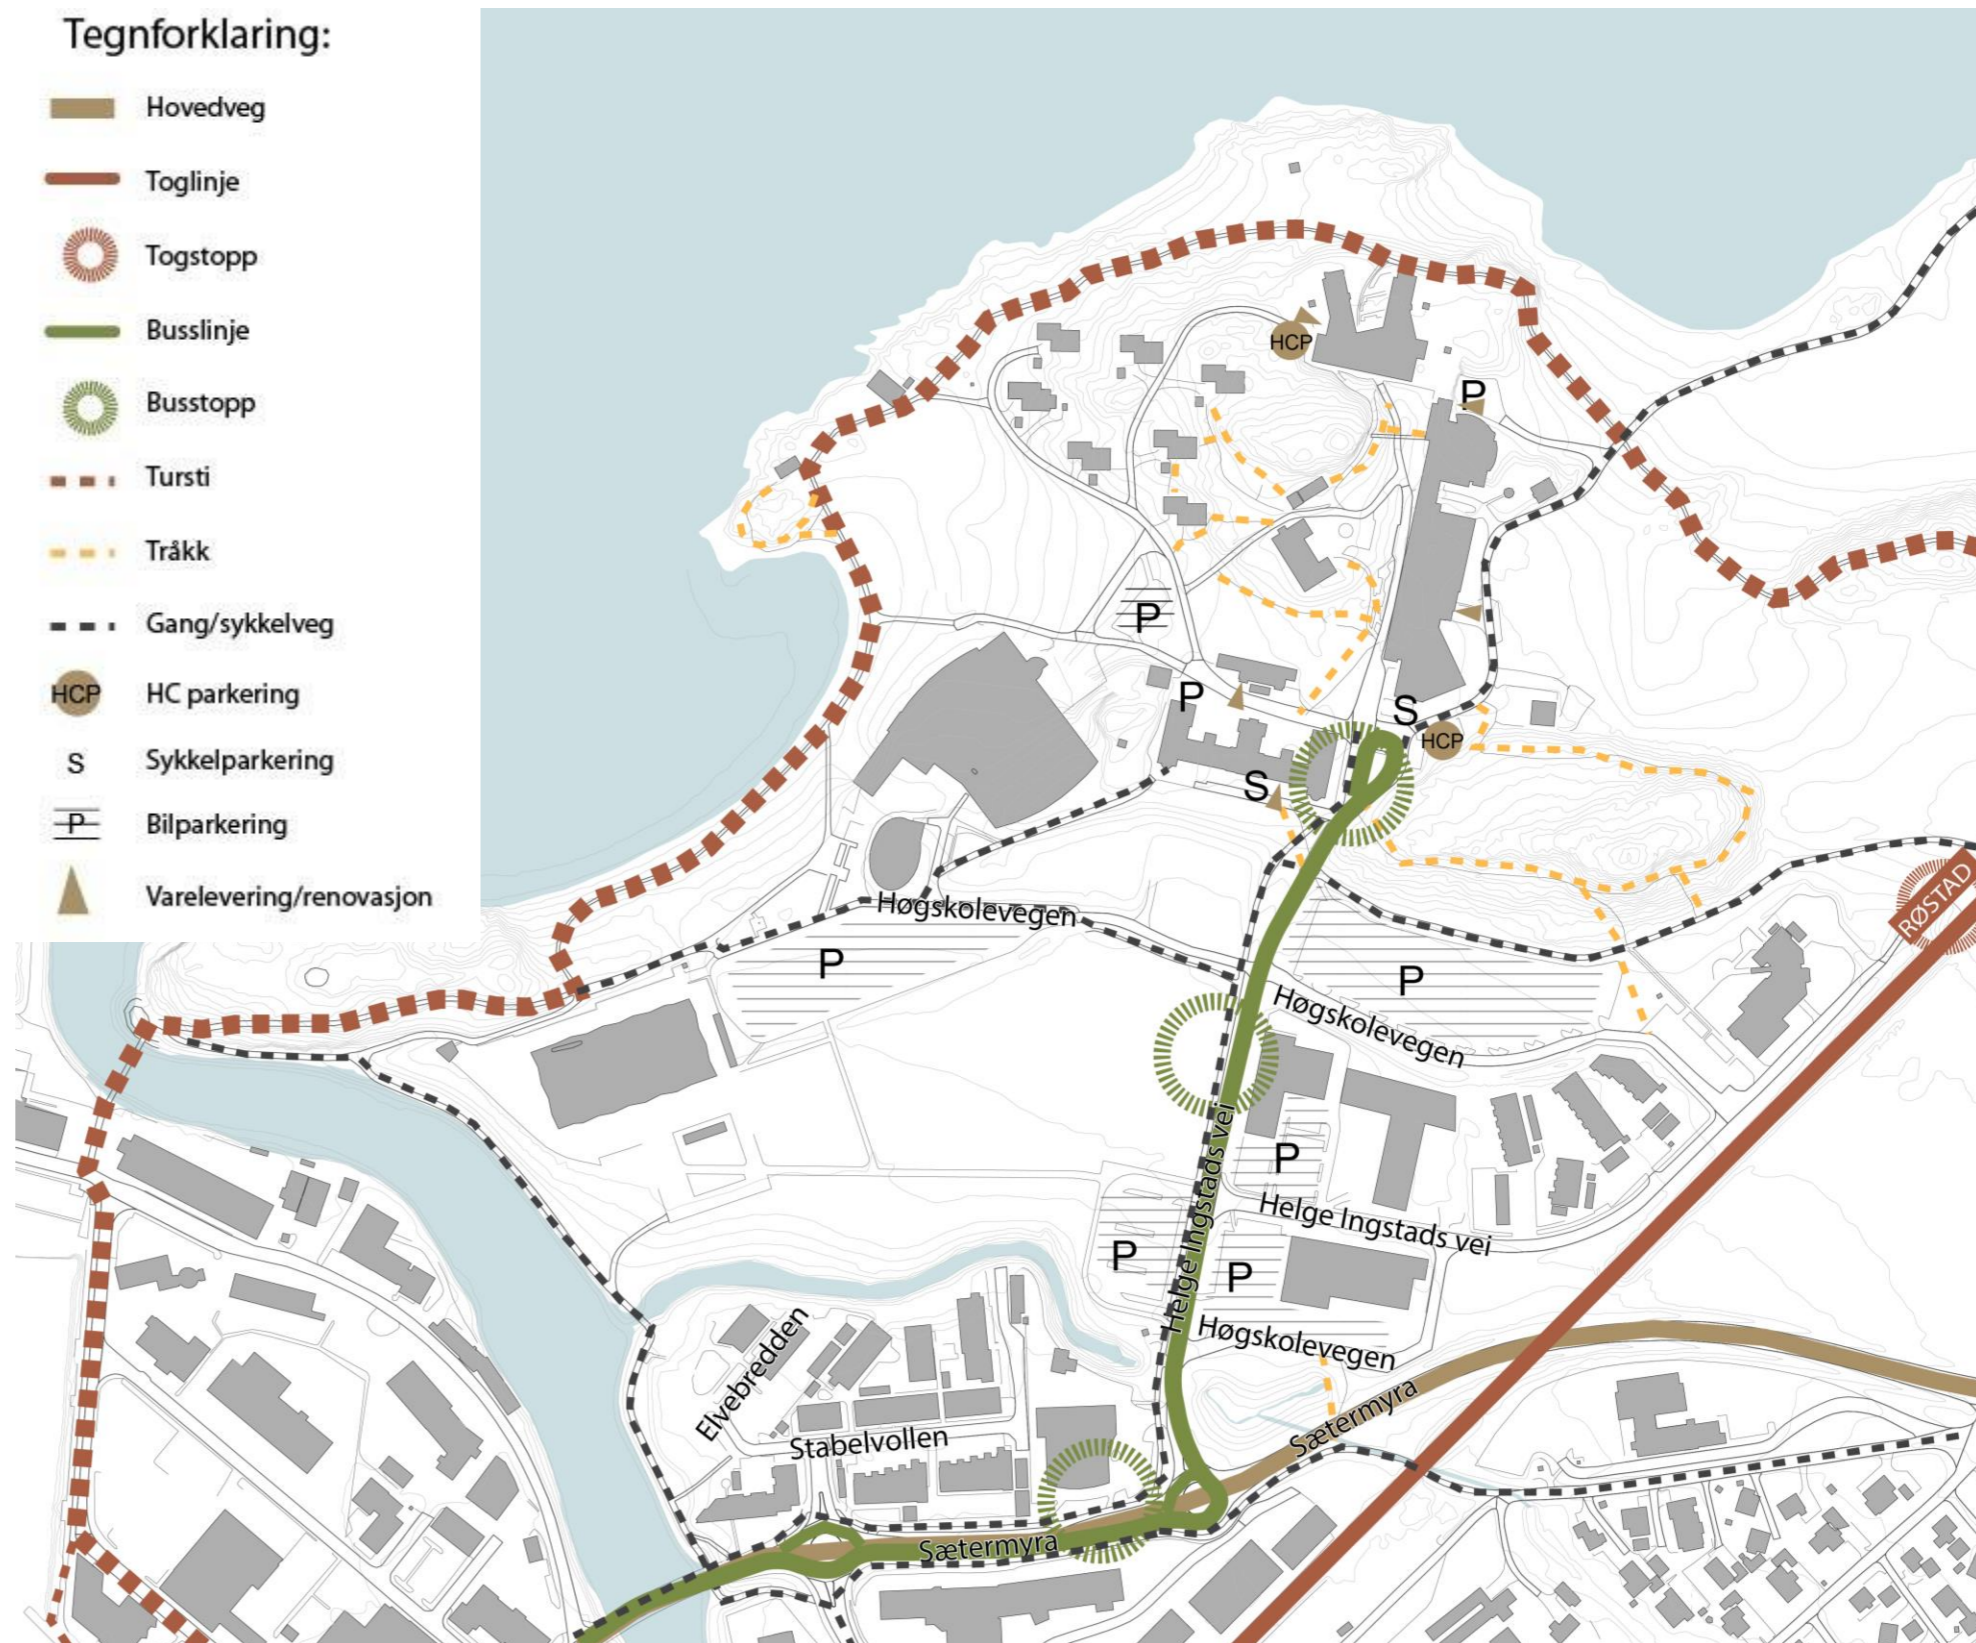 Tegnforklaring:
Hovedveg
Toglinje
Togstopp
Busslinje
Busstopp
Tursti
Tråkk
Gang/sykkelveg
HCP HC parkering
S Sykkelparkering
P Bilparkering
Varelevering/renovasjon
HCP
P
P
P
S
HCP
S
RØSTAD
Høgskolevegen
P
P
Høgskolevegen
P
Helge Ingstads vei
Helge Ingstads vei
P
P
Høgskolevegen
Elvebredden
Stabelvollen
Sætermyra
Sætermyra